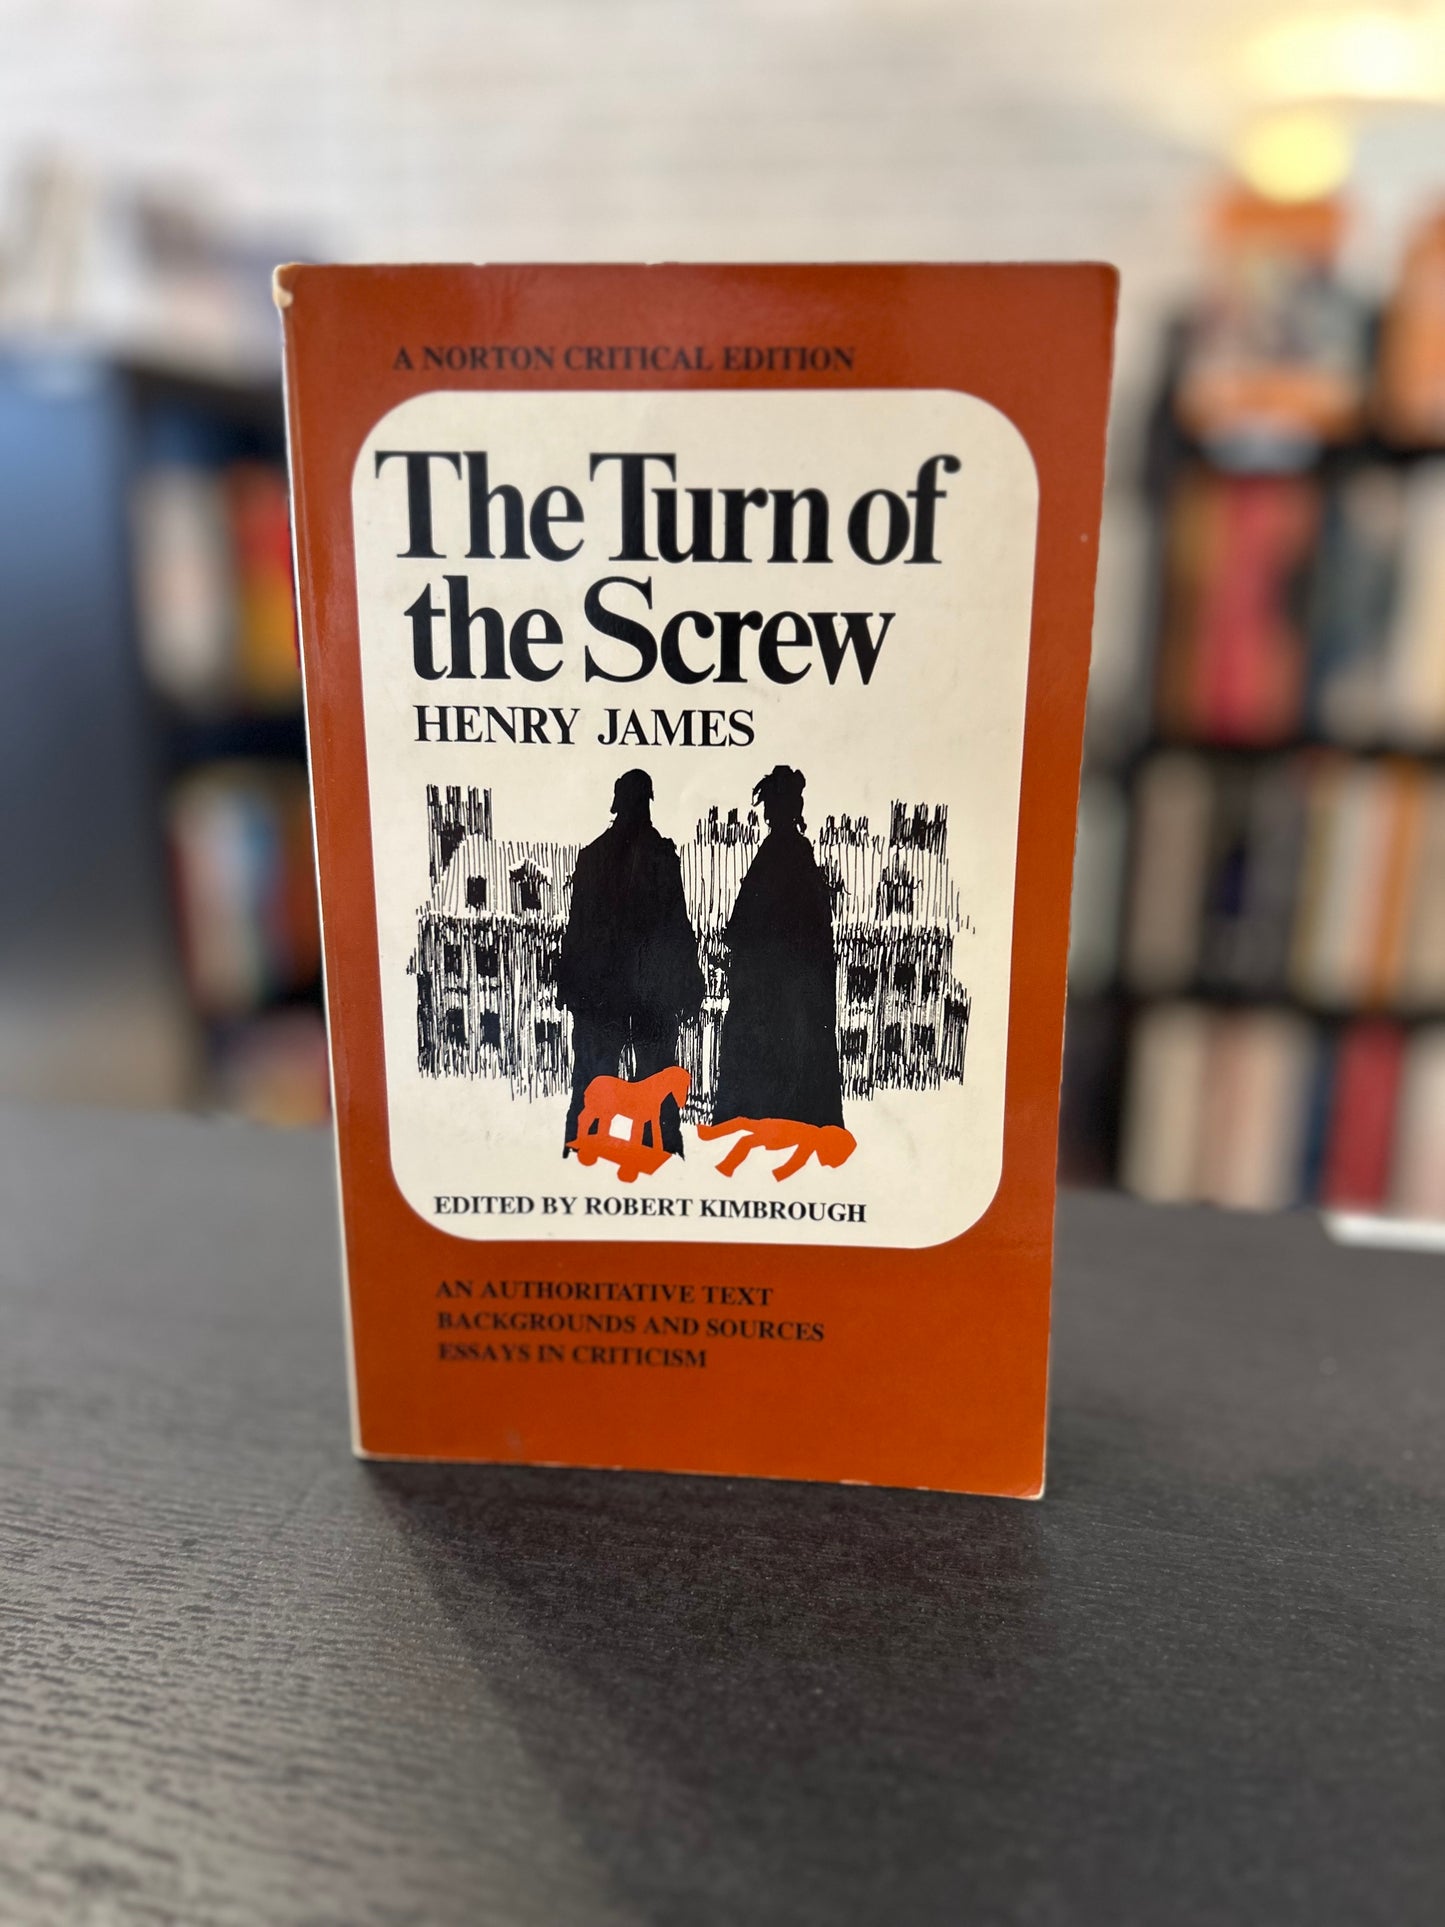 A NORTON CRITICAL EDITION
The Turn of
the Screw
HENRY JAMES
EDITED BY ROBERT KIMBROUGH
AN AUTHORITATIVE TEXT
BACKGROUNDS AND SOURCES
ESSAYS IN CRITICISM